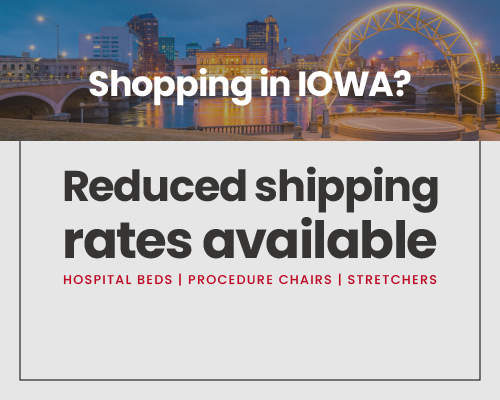 Shopping in IOWA?
Reduced shipping
rates available
HOSPITAL BEDS | PROCEDURE CHAIRS | STRETCHERS